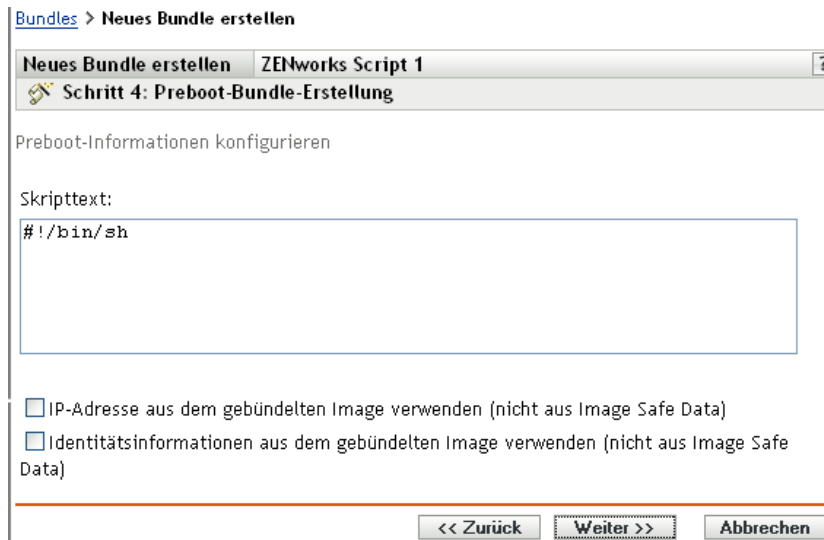 Bundles > Neues Bundle erstellen
Neues Bundle erstellen ZENworks Script 1 ?
Schritt 4: Preboot-Bundle-Erstellung
Preboot-Informationen konfigurieren
Skripttext:
#!/bin/sh
IP-Adresse aus dem gebündelten Image verwenden (nicht aus Image Safe Data)
Identitätsinformationen aus dem gebündelten Image verwenden (nicht aus Image Safe
Data)
<< Zurück Weiter >> Abbrechen